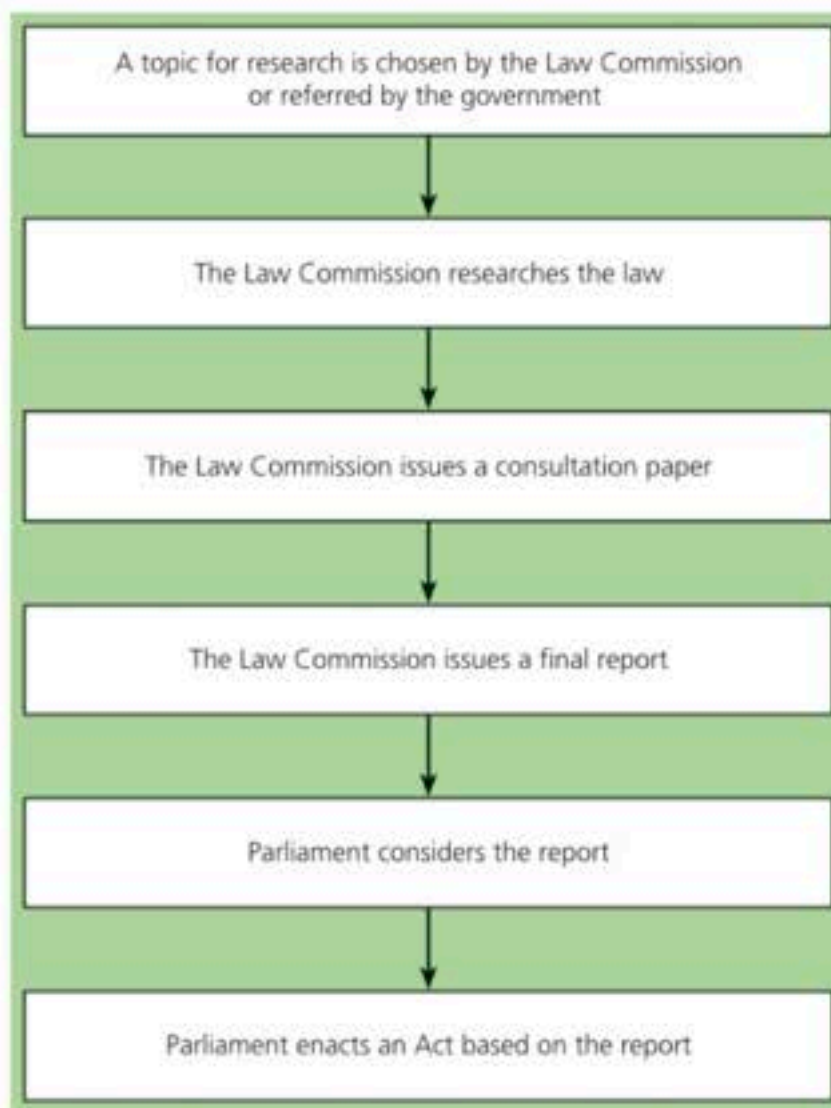 A topic for research is chosen by the Law Commission
or referred by the government
The Law Commission researches the law
The Law Commission issues a consultation paper
The Law Commission issues a final report
Parliament considers the report
Parliament enacts an Act based on the report